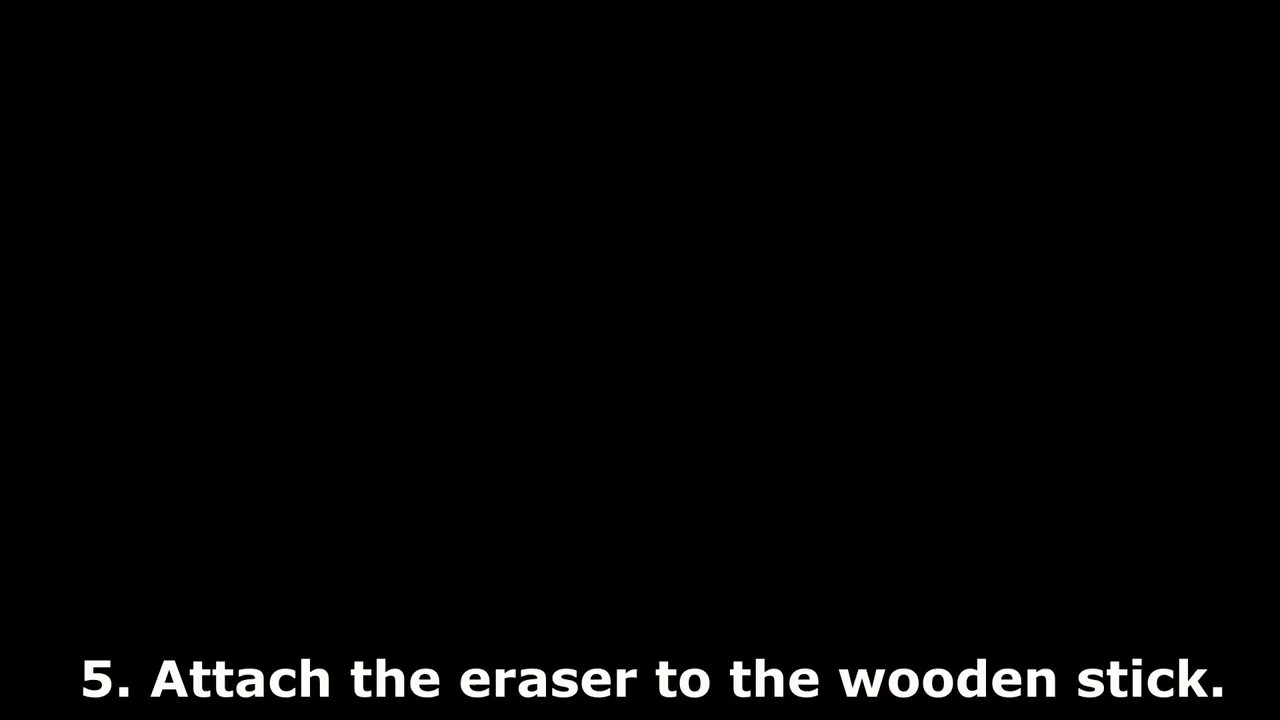 5. Attach the eraser to the wooden stick.